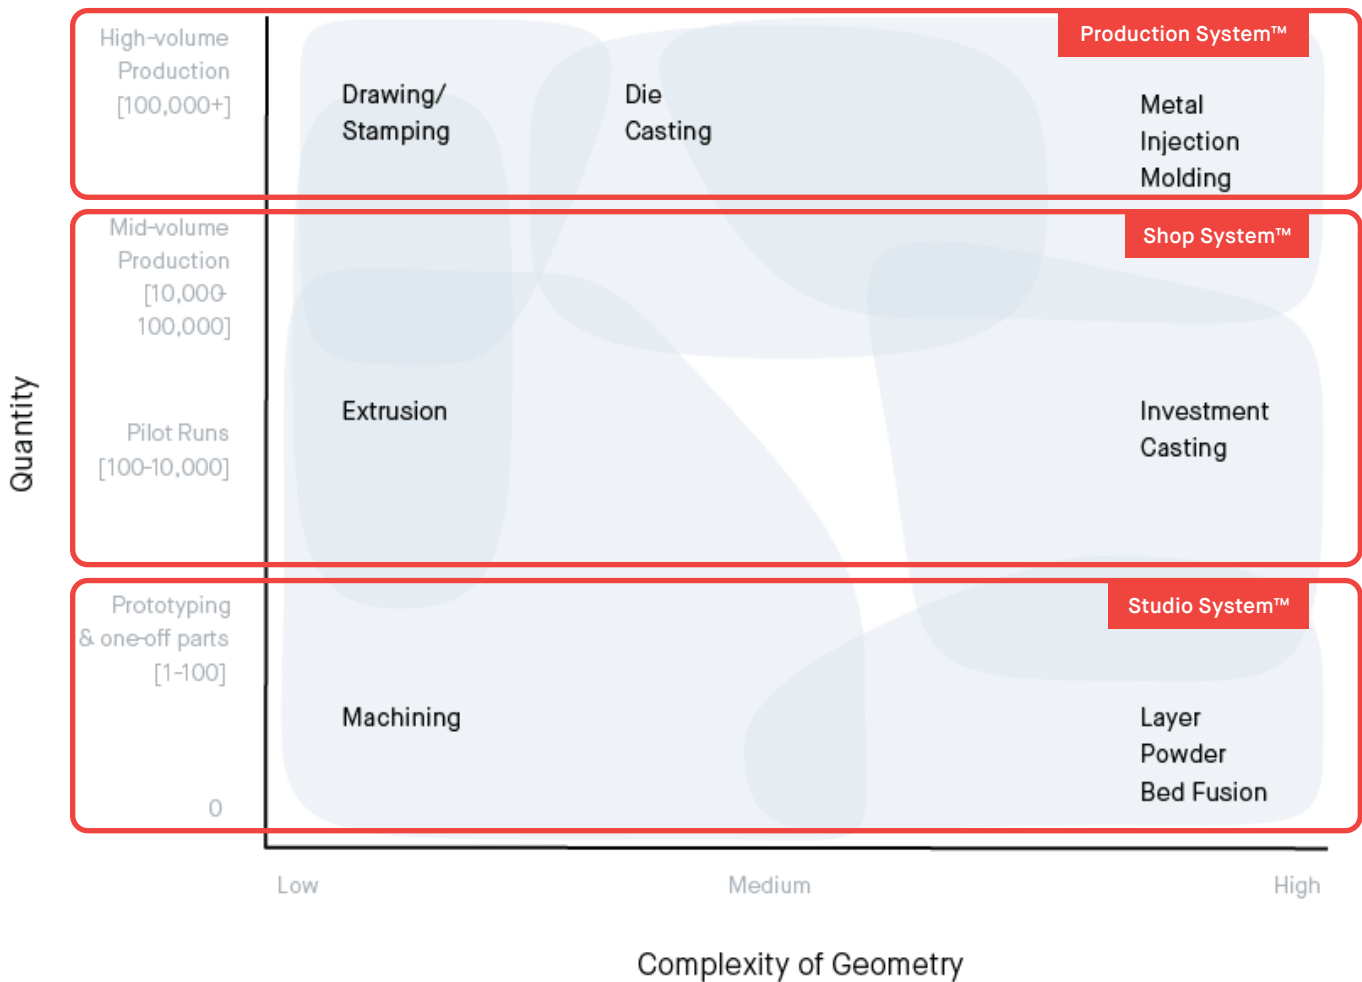 Production System™
High-volume
Production
[100,000+]
Drawing/
Stamping
Die
Casting
Metal
Injection
Molding
Shop System™
Mid-volume
Production
[10,000-
100,000]
Quantity
Extrusion
Investment
Casting
Pilot Runs
[100-10,000]
Studio System™
Prototyping
& one-off parts
[1-100]
Machining
Layer
Powder
Bed Fusion
0
Low
Medium
High
Complexity of Geometry